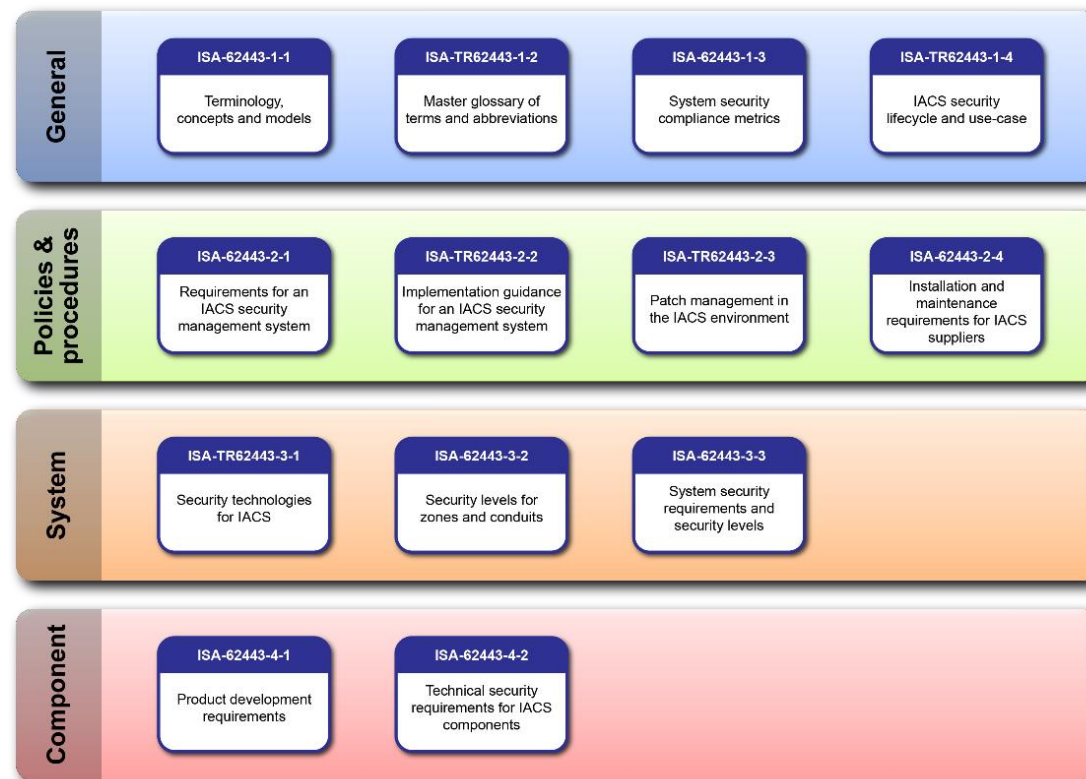 General
ISA-62443-1-1
Terminology,
concepts and models
ISA-TR62443-1-2
Master glossary of
terms and abbreviations
ISA-62443-1-3
System security
compliance metrics
ISA-TR62443-1-4
IACS security
lifecycle and use-case
Policies &
procedures
ISA-62443-2-1
Requirements for an
IACS security
management system
ISA-TR62443-2-2
Implementation guidance
for an IACS security
management system
ISA-TR62443-2-3
Patch management in
the IACS environment
ISA-62443-2-4
Installation and
maintenance
requirements for IACS
suppliers
System
ISA-TR62443-3-1
Security technologies
for IACS
ISA-62443-3-2
Security levels for
zones and conduits
ISA-62443-3-3
System security
requirements and
security levels
Component
ISA-62443-4-1
Product development
requirements
ISA-62443-4-2
Technical security
requirements for IACS
components